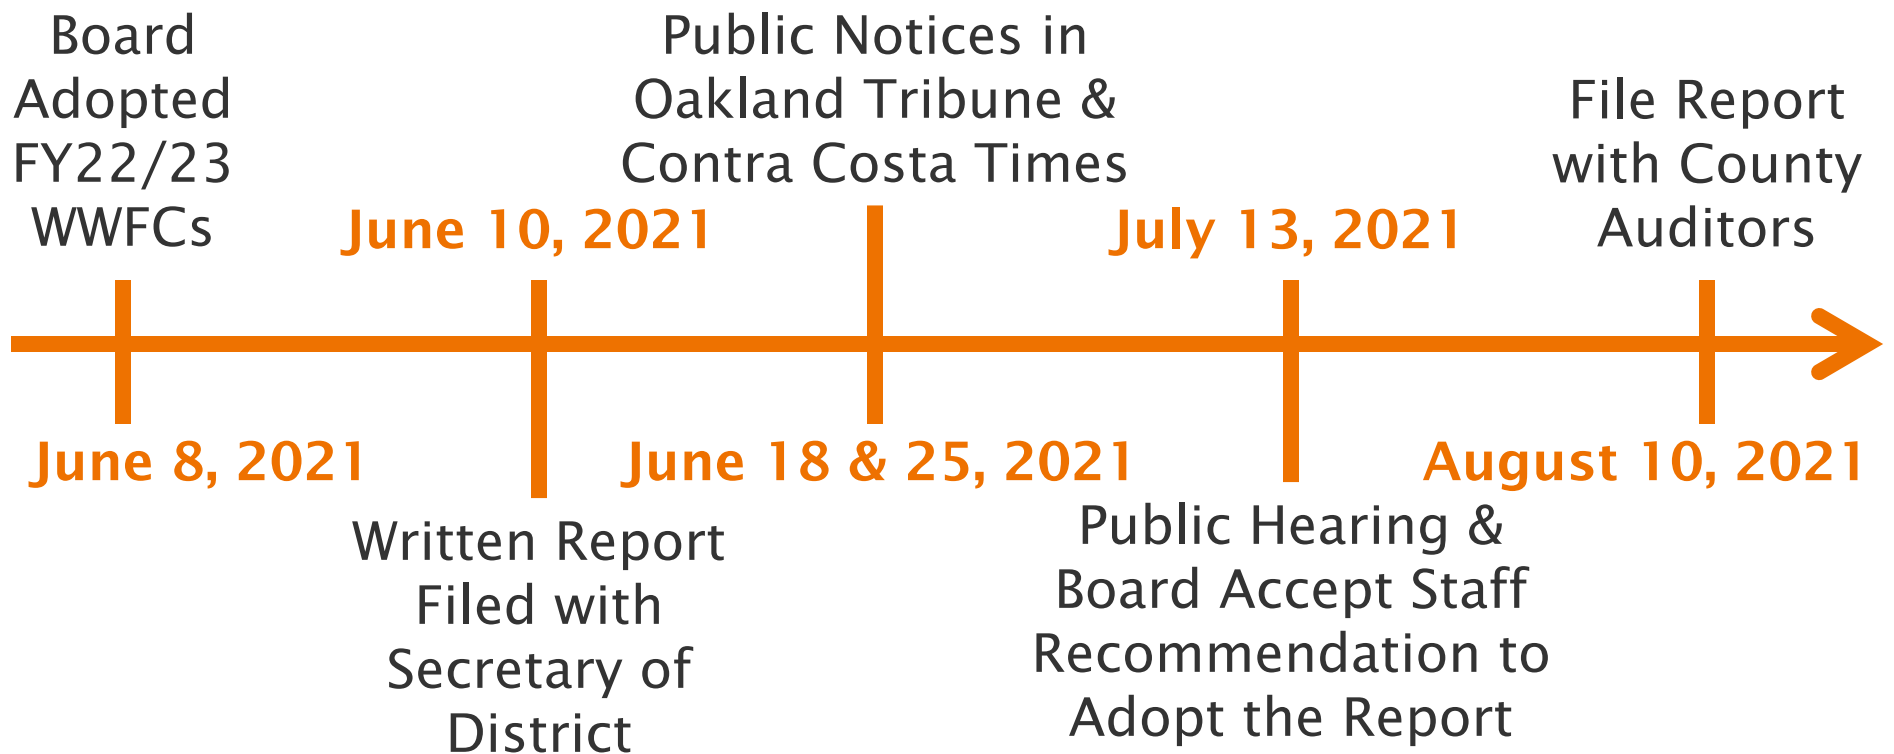 Board
Adopted
FY22/23
WWFCs
June 8, 2021
June 10, 2021
Written Report
Filed with
Secretary of
District
Public Notices in
Oakland Tribune &
Contra Costa Times
June 18 & 25, 2021
July 13, 2021
Public Hearing &
Board Accept Staff
Recommendation to
Adopt the Report
File Report
with County
Auditors
August 10, 2021